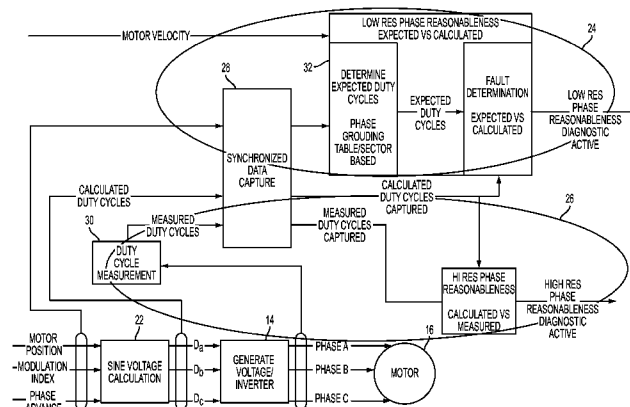 LOW RES PHASE REASONABLENESS
EXPECTED VS CALCULATED
24
MOTOR VELOCITY
28
32
DETERMINE
EXPECTED DUTY
CYCLES
PHASE
GROUNDING
TABLE/SECTOR
BASED
EXPECTED
DUTY
CYCLES
FAULT
DETERMINATION
EXPECTED VS
CALCULATED
LOW RES
PHASE
REASONABLENESS
DIAGNOSTIC
ACTIVE
SYNCHRONIZED
DATA
CAPTURE
CALCULATED
DUTY CYCLES
CALCULATED
DUTY CYCLES
CAPTURED
26
30
MEASURED
DUTY CYCLES
MEASURED
DUTY CYCLES
CAPTURED
DUTY
CYCLE
MEASUREMENT
HI RES PHASE
REASONABLENESS
CALCULATED VS
MEASURED
HIGH RES
PHASE
REASONABLENESS
DIAGNOSTIC
ACTIVE
22
14
16
MOTOR
POSITION
MODULATION
INDEX
PHASE
ADVANCE
SINE VOLTAGE
CALCULATION
Da
Db
Dc
GENERATE
VOLTAGE/
INVERTER
PHASE A
PHASE B
PHASE C
MOTOR